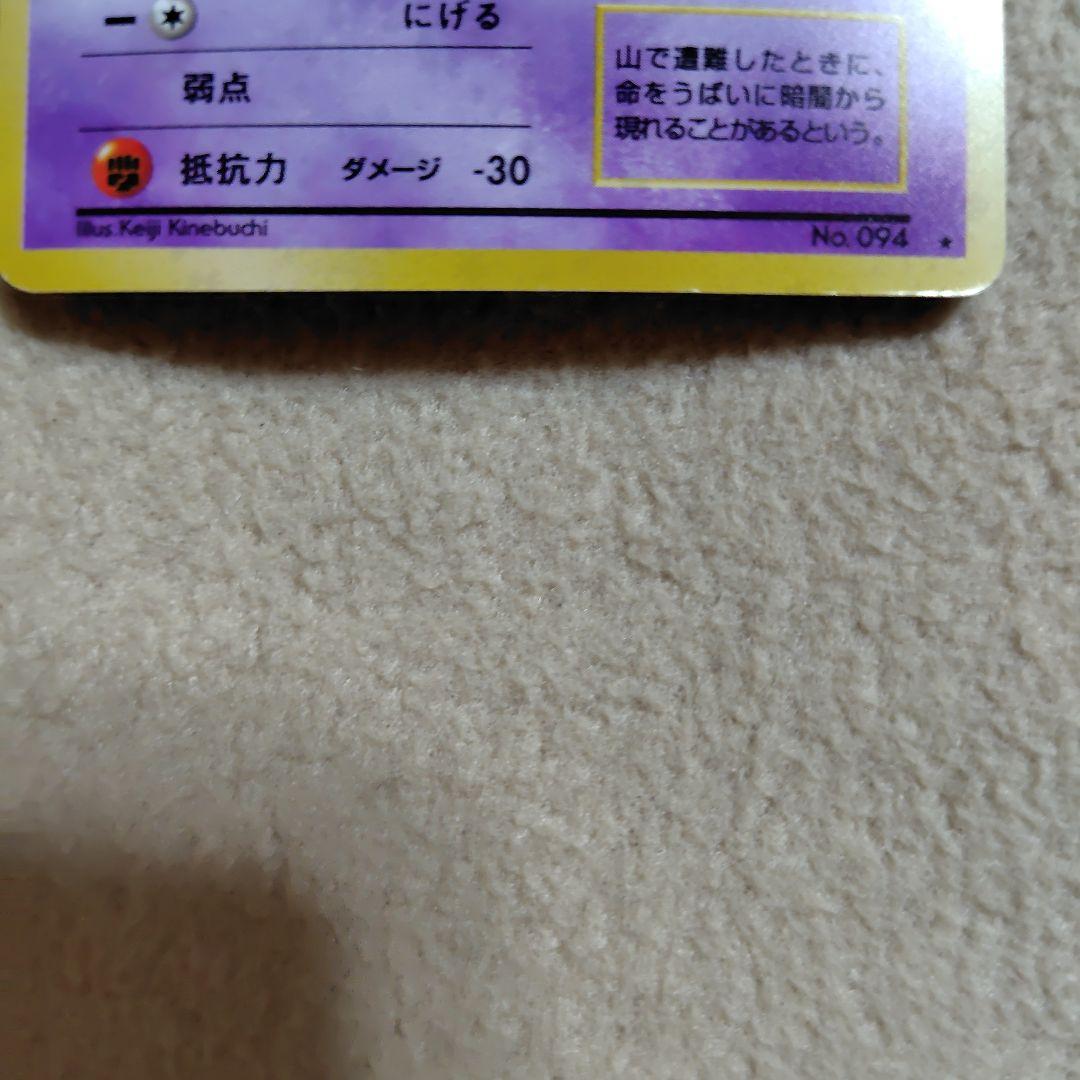 にげる
弱点
抵抗力 ダメージ -30
山で遭難したときに、
命をうばいに暗闇から
現れることがあるという。
Illus. Keiji Kinebuchi
No. 094 ★